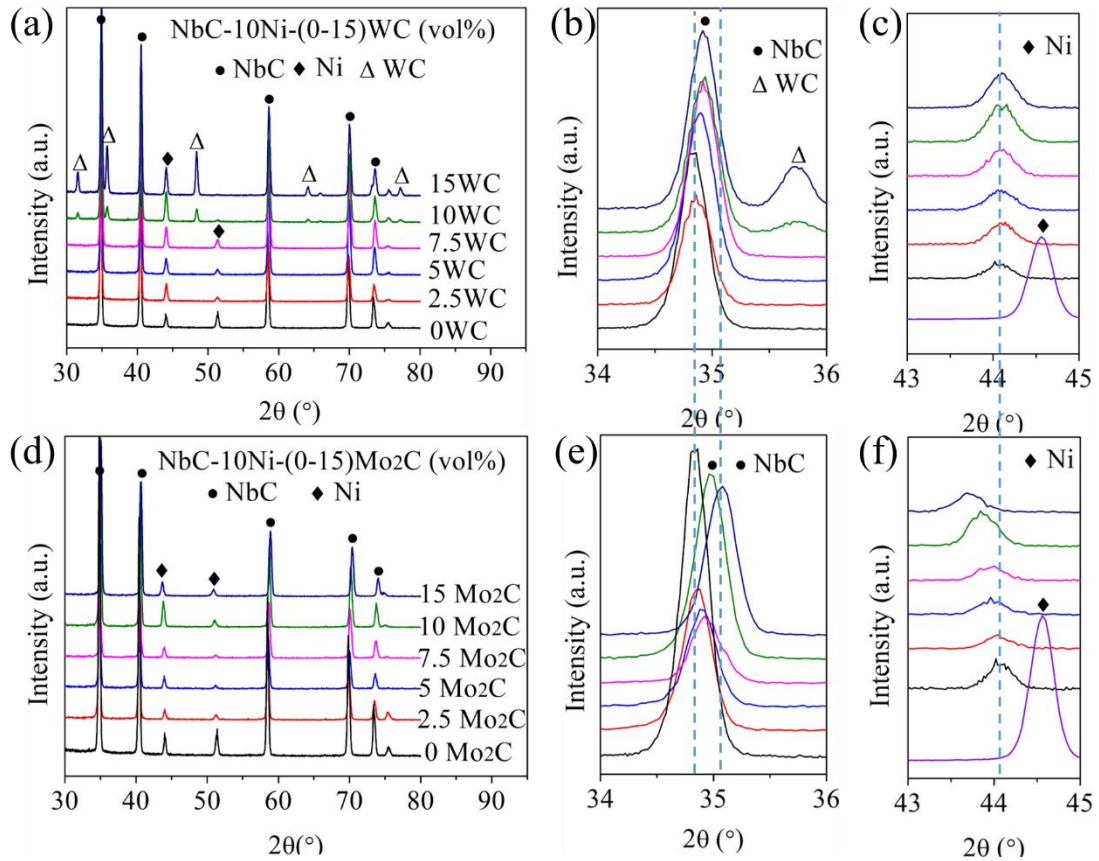 (a)
NbC-10Ni-(0-15)WC (vol%)
● NbC ◆ Ni Δ WC
Δ
Δ
Δ
Δ
Δ
15WC
10WC
7.5WC
5WC
2.5WC
0WC
Intensity (a.u.)
30 40 50 60 70 80 90
2θ (°)
(b)
● NbC
Δ WC
Δ
Intensity (a.u.)
34 35 36
2θ (°)
(c)
◆ Ni
Intensity (a.u.)
43 44 45
2θ (°)
(d)
NbC-10Ni-(0-15)Mo2C (vol%)
● NbC ◆ Ni
15 Mo2C
10 Mo2C
7.5 Mo2C
5 Mo2C
2.5 Mo2C
0 Mo2C
Intensity (a.u.)
30 40 50 60 70 80 90
2θ(°)
(e)
● NbC
Intensity (a.u.)
34 35 36
2θ (°)
(f)
◆ Ni
Intensity (a.u.)
43 44 45
2θ (°)